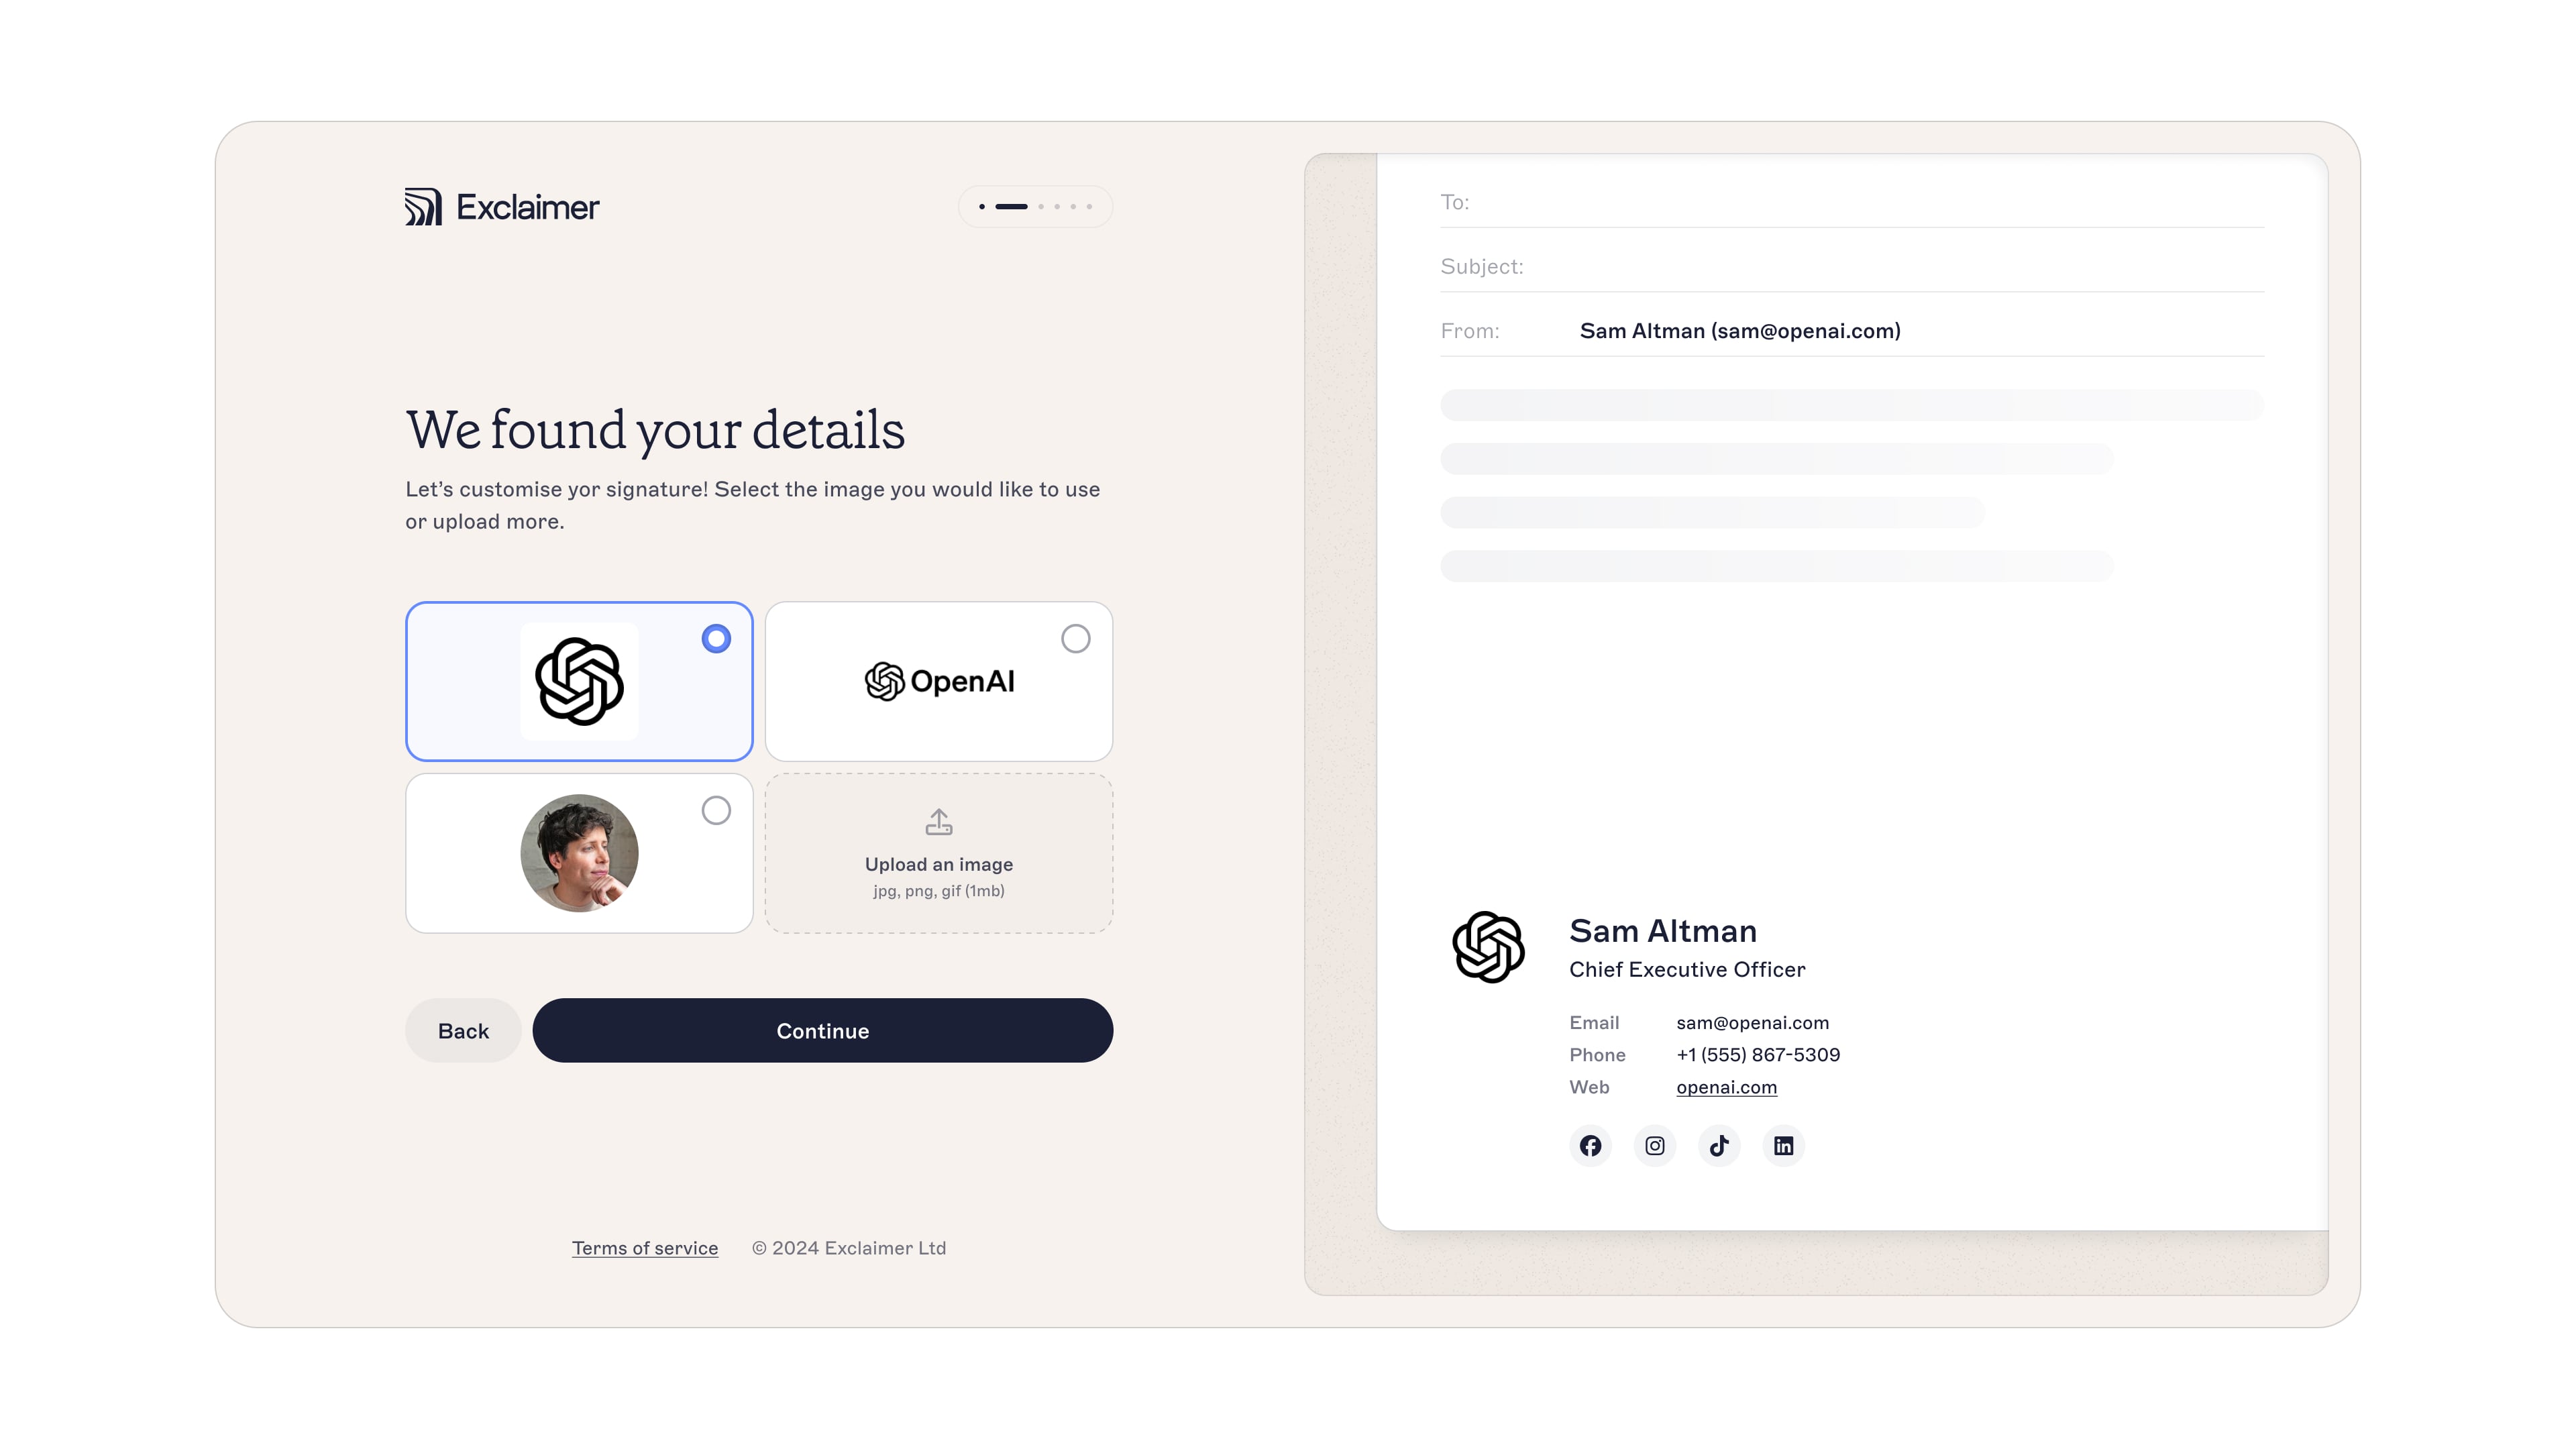 Exclaimer
We found your details
Let’s customise yor signature! Select the image you would like to use
or upload more.
OpenAI
Upload an image
jpg, png, gif (1mb)
Back
Continue
Terms of service
© 2024 Exclaimer Ltd
To:
Subject:
From: Sam Altman (sam@openai.com)
Sam Altman
Chief Executive Officer
Email sam@openai.com
Phone +1 (555) 867-5309
Web openai.com